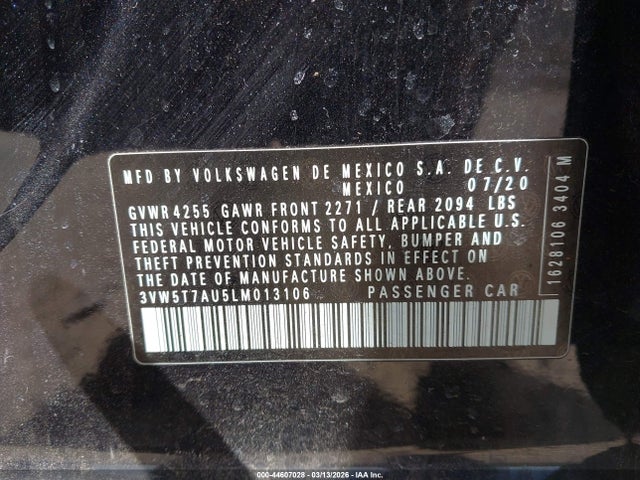 MFD BY VOLKSWAGEN DE MEXICO S.A. DE C.V.
MEXICO 07/20
GVWR 4255 GAWR FRONT 2271 / REAR 2094 LBS
THIS VEHICLE CONFORMS TO ALL APPLICABLE U.S.
FEDERAL MOTOR VEHICLE SAFETY, BUMPER AND
THEFT PREVENTION STANDARDS IN EFFECT ON
THE DATE OF MANUFACTURE SHOWN ABOVE.
3VW5T7AU5LM013106 PASSENGER CAR
1628106 3404 M
000-44607028 - 03/13/2026 - IAAI.com